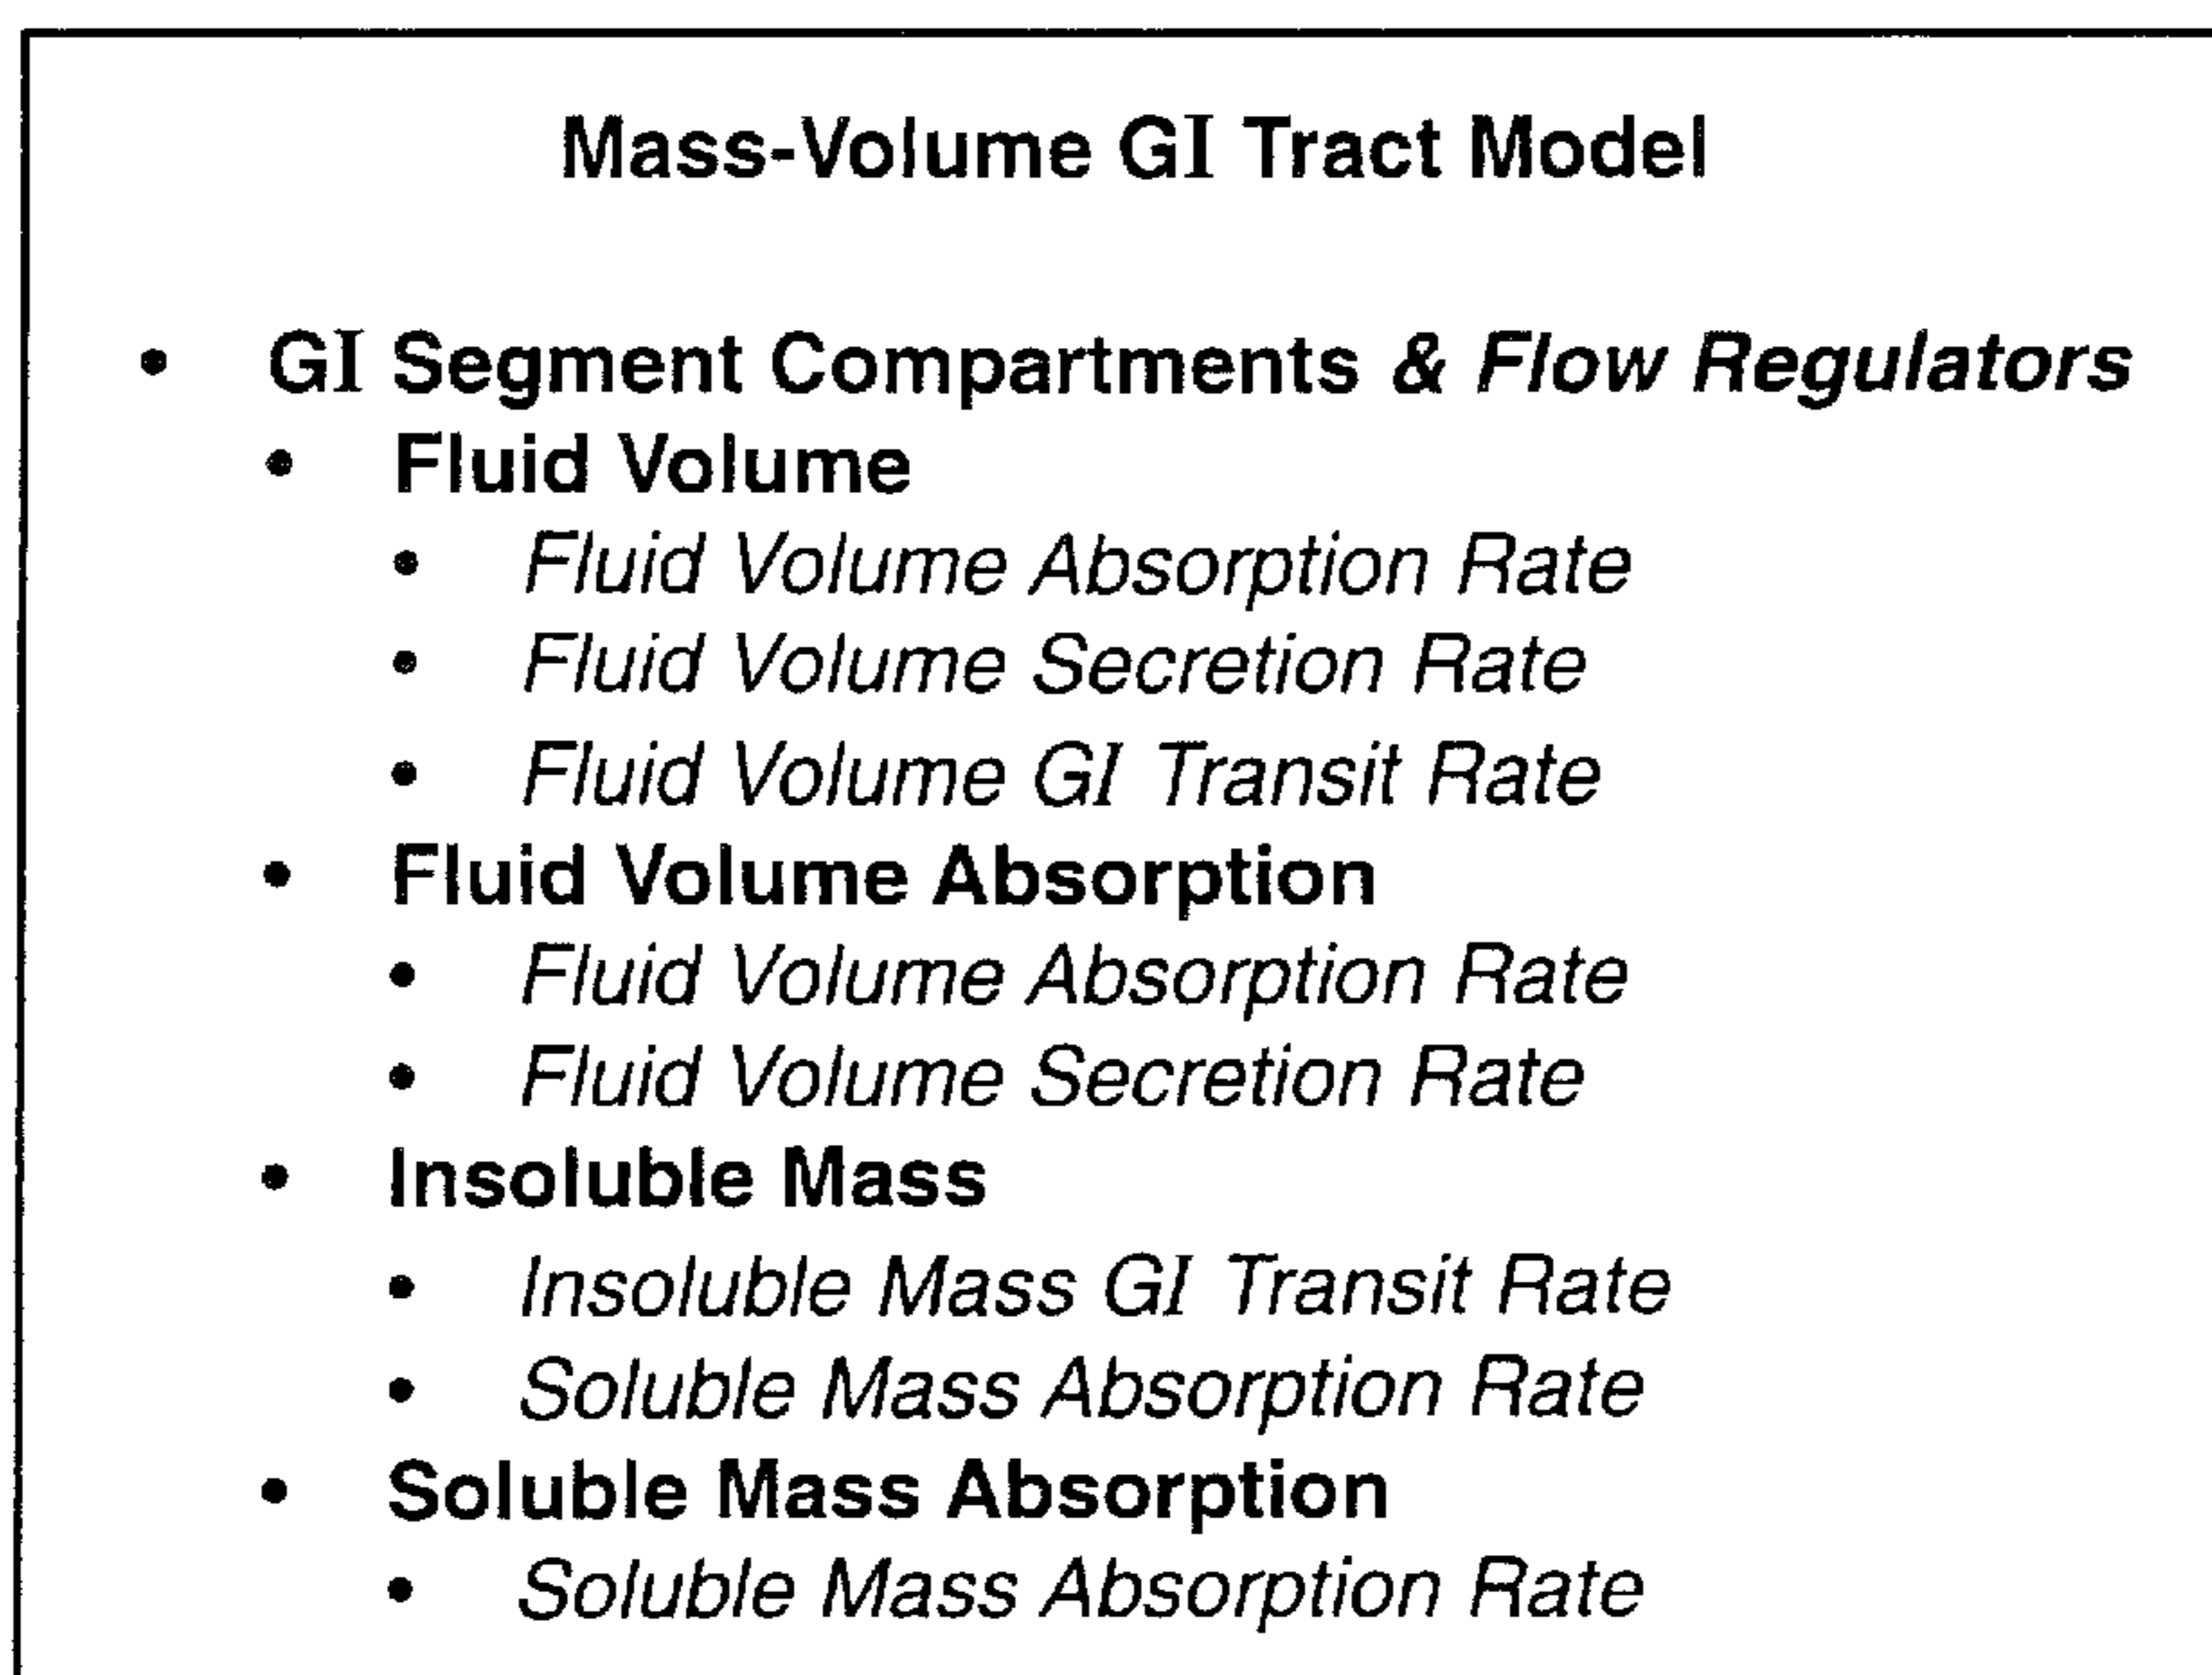 Mass-Volume GI Tract Model
• GI Segment Compartments & Flow Regulators
• Fluid Volume
• Fluid Volume Absorption Rate
• Fluid Volume Secretion Rate
• Fluid Volume GI Transit Rate
• Fluid Volume Absorption
• Fluid Volume Absorption Rate
• Fluid Volume Secretion Rate
• Insoluble Mass
• Insoluble Mass GI Transit Rate
• Soluble Mass Absorption Rate
• Soluble Mass Absorption
• Soluble Mass Absorption Rate